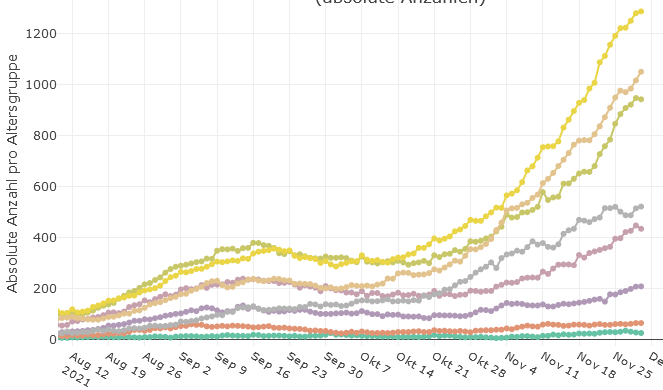 (absolute Anzahlen)
Absolute Anzahl pro Altersgruppe
1200
1000
800
600
400
200
0
Aug 12
2021
Aug 19
Aug 26
Sep 2
Sep 9
Sep 16
Sep 23
Sep 30
Okt 7
Okt 14
Okt 21
Okt 28
Nov 4
Nov 11
Nov 18
Nov 25